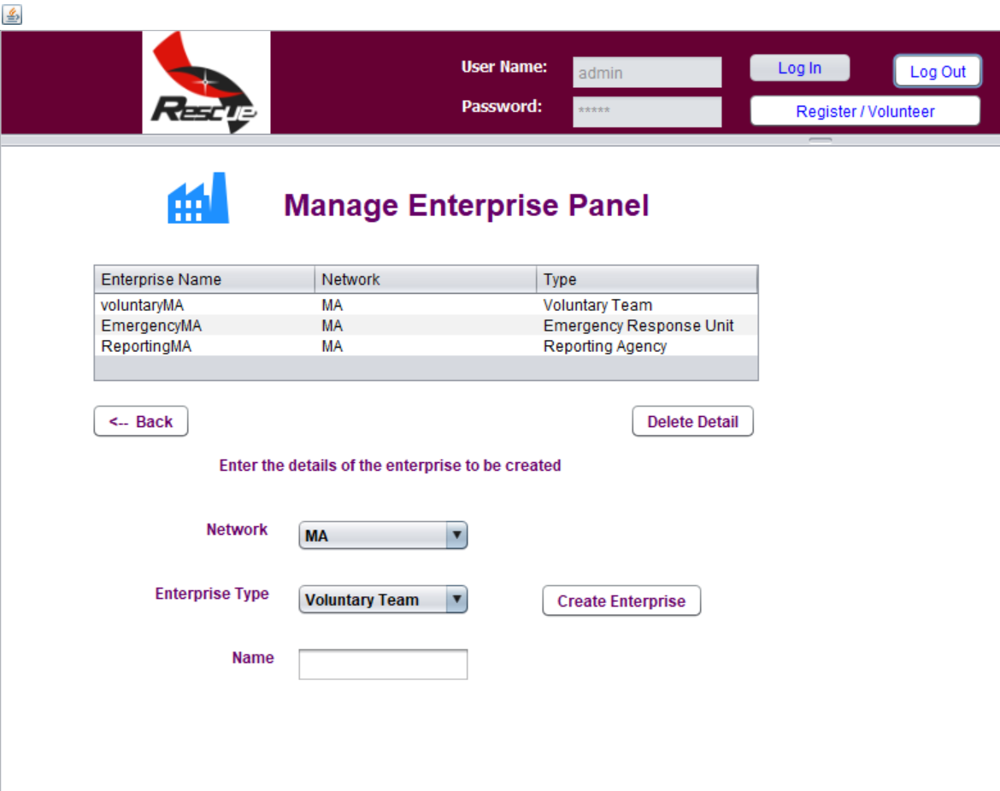 Rescue
User Name: admin Log In Log Out
Password: ***** Register / Volunteer
Manage Enterprise Panel
Enterprise Name Network Type
voluntaryMA MA Voluntary Team
EmergencyMA MA Emergency Response Unit
ReportingMA MA Reporting Agency
<-- Back Delete Detail
Enter the details of the enterprise to be created
Network MA
Enterprise Type Voluntary Team Create Enterprise
Name